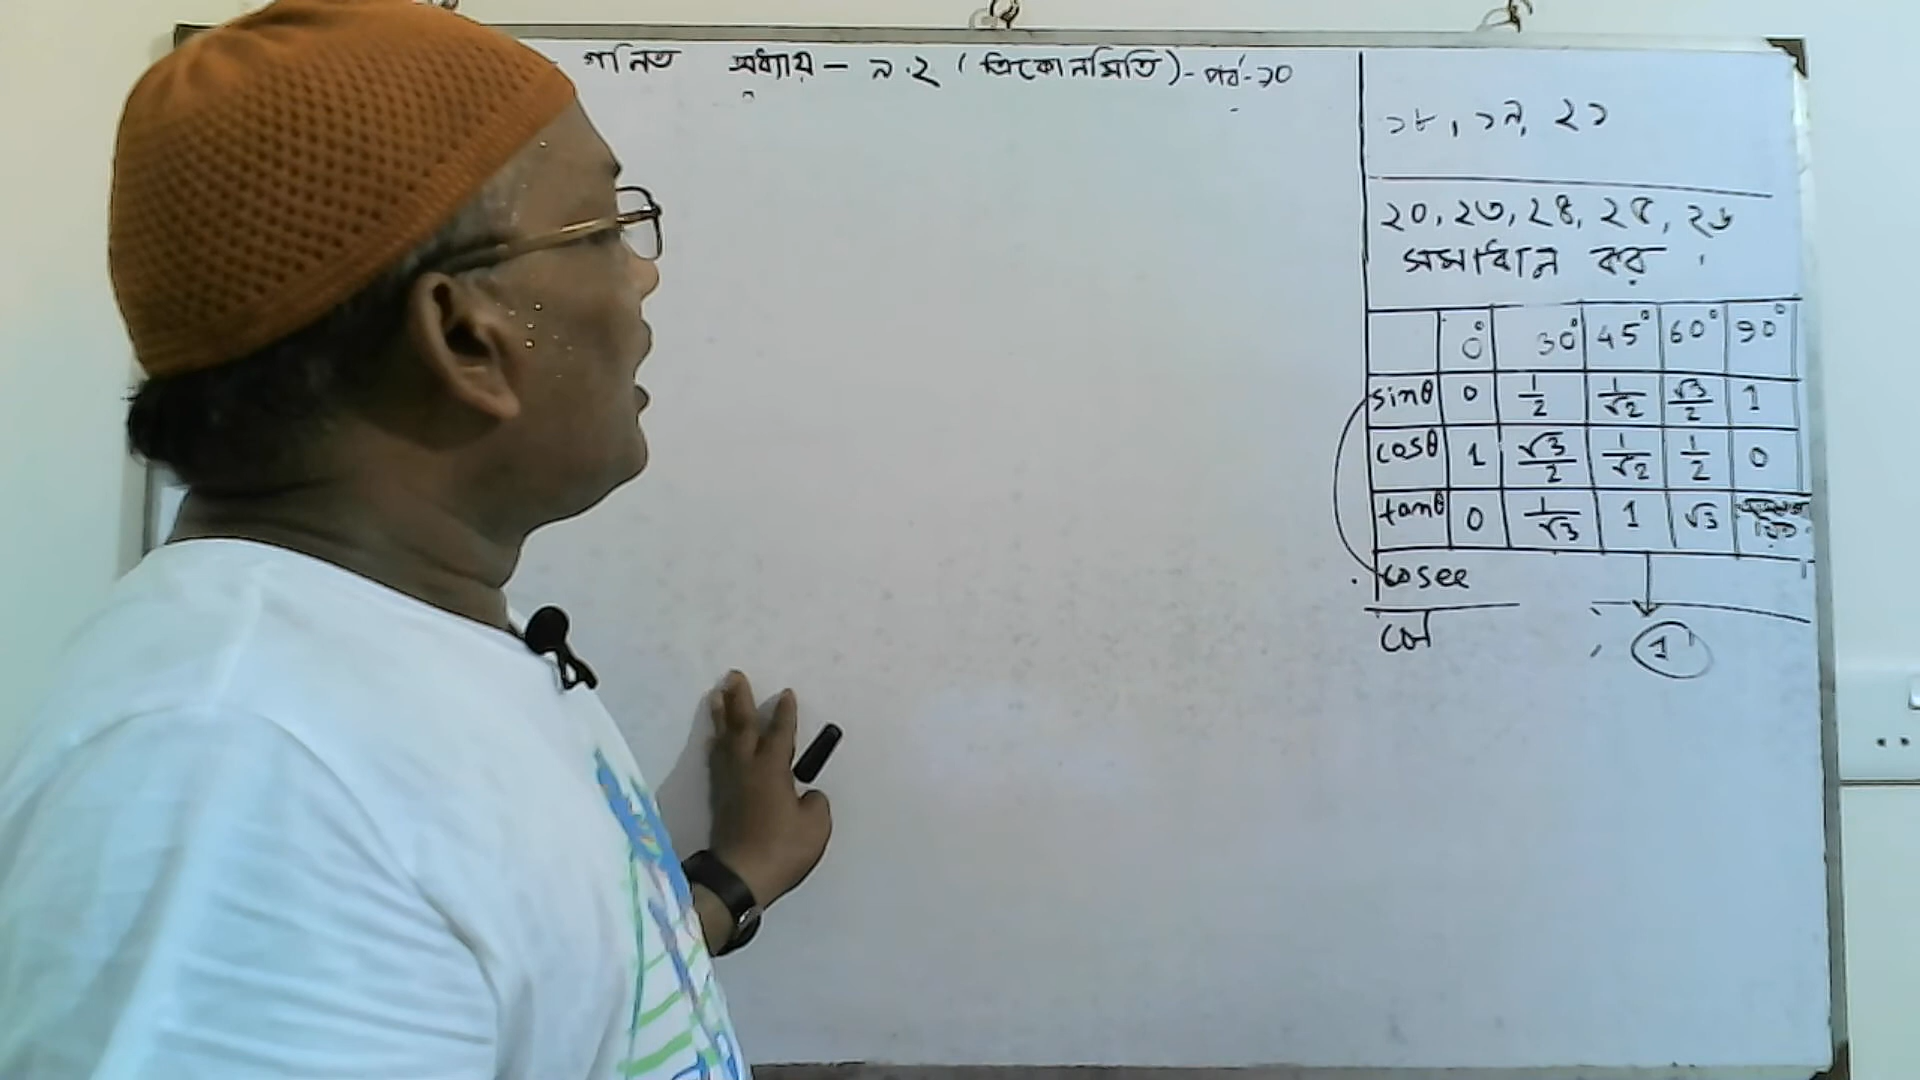 গনিত অধ্যায় - ৯.২ (ত্রিকোনমিতি) - পর্ব-১০
১৮, ১৯, ২১
২০, ২৩, ২৪, ২৫, ২৬
সমাধান কর
0° 30° 45° 60° 90°
sinθ 0 1/2 1/√2 √3/2 1
cosθ 1 √3/2 1/√2 1/2 0
tanθ 0 1/√3 1 √3
cosec
1